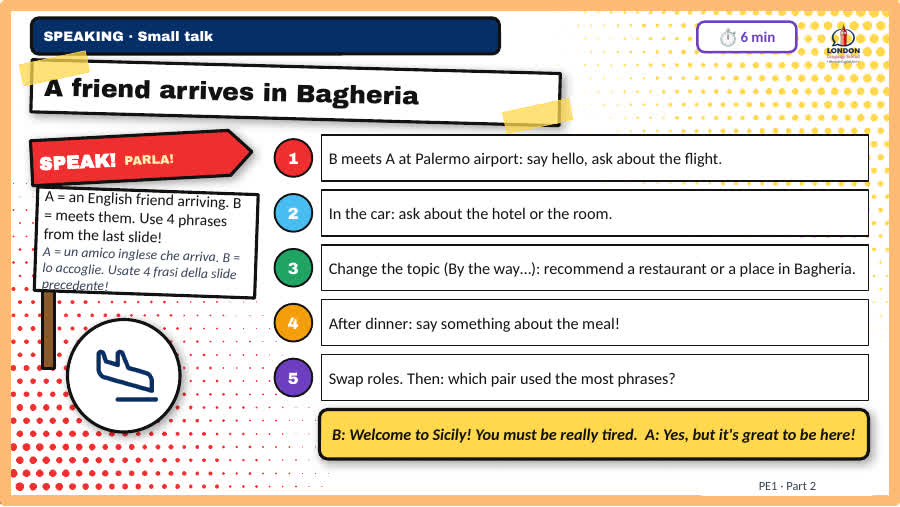 SPEAKING · Small talk
⏱️ 6 min
LONDON
A friend arrives in Bagheria
SPEAK! PARLA!
A = an English friend arriving. B
= meets them. Use 4 phrases
from the last slide!
A = un amico inglese che arriva. B =
lo accoglie. Usate 4 frasi della slide
precedente!
1 B meets A at Palermo airport: say hello, ask about the flight.
2 In the car: ask about the hotel or the room.
3 Change the topic (By the way...): recommend a restaurant or a place in Bagheria.
4 After dinner: say something about the meal!
5 Swap roles. Then: which pair used the most phrases?
B: Welcome to Sicily! You must be really tired. A: Yes, but it's great to be here!
PE1 · Part 2